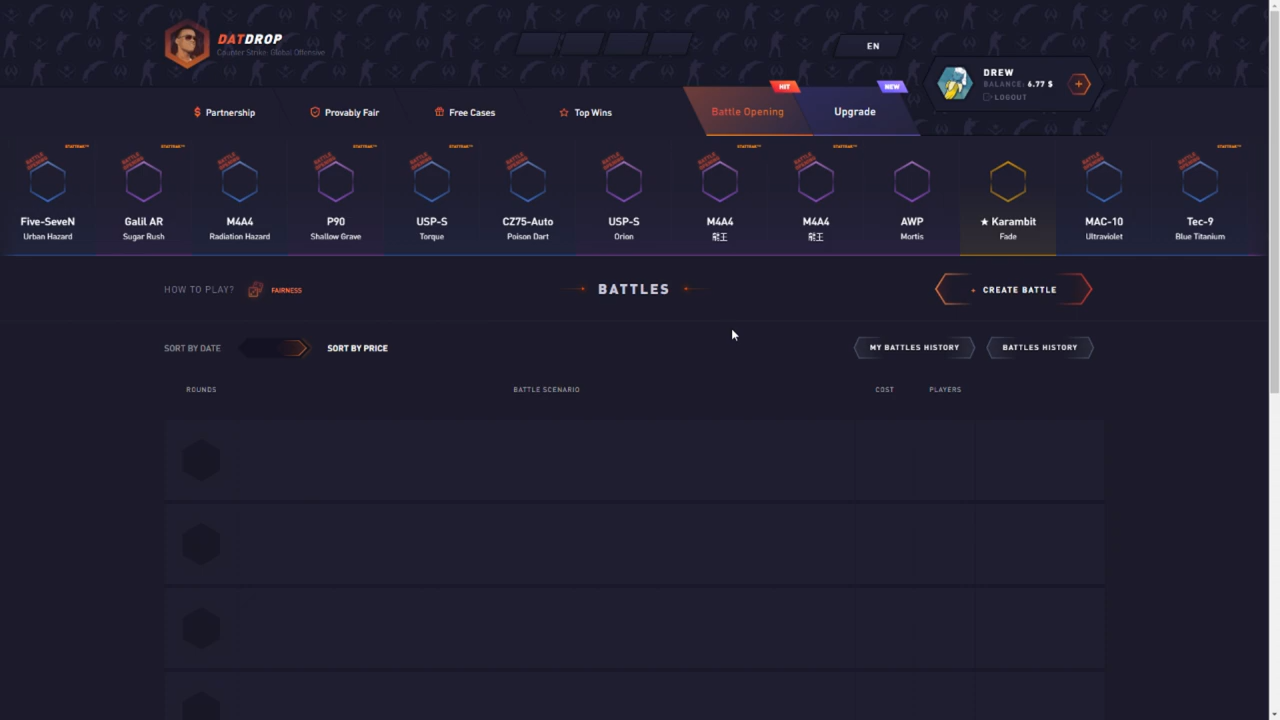 DATDROP
Counter Strike: Global Offensive
EN
DREW
BALANCE: 6.77 $
LOGOUT
HIT
NEW
Partnership
Provably Fair
Free Cases
Top Wins
Battle Opening
Upgrade
Five-SeveN
Urban Hazard
Galil AR
Sugar Rush
M4A4
Radiation Hazard
P90
Shallow Grave
USP-S
Torque
CZ75-Auto
Poison Dart
USP-S
Orion
M4A4
龍王
M4A4
龍王
AWP
Mortis
★ Karambit
Fade
MAC-10
Ultraviolet
Tec-9
Blue Titanium
HOW TO PLAY?
FAIRNESS
BATTLES
+ CREATE BATTLE
SORT BY DATE
SORT BY PRICE
MY BATTLES HISTORY
BATTLES HISTORY
ROUNDS
BATTLE SCENARIO
COST
PLAYERS